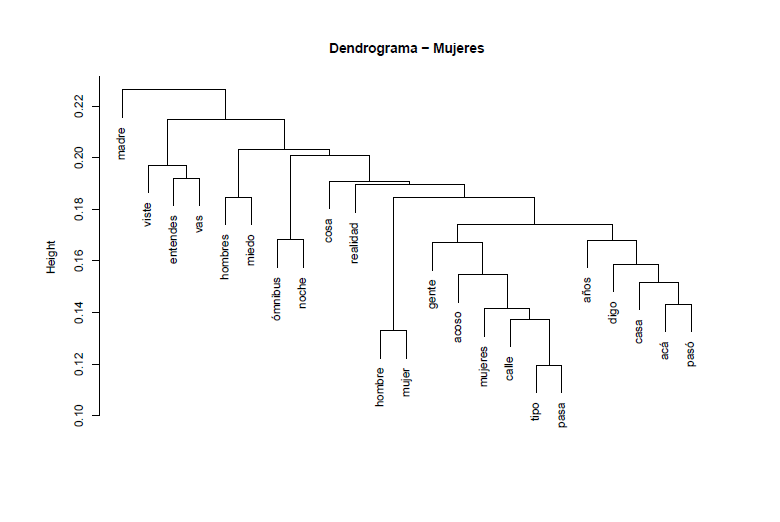 Dendrograma − Mujeres
Height
0.22
0.20
0.18
0.16
0.14
0.12
0.10
madre
viste
entendes
vas
hombres
miedo
ómnibus
noche
cosa
realidad
hombre
mujer
gente
acoso
mujeres
calle
tipo
pasa
años
digo
casa
acá
pasó